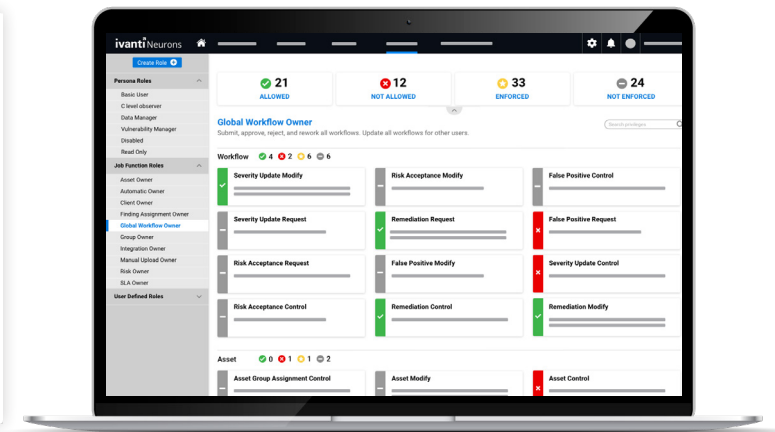 ivanti Neurons
Create Role
Persona Roles
Basic User
C level observer
Data Manager
Vulnerability Manager
Disabled
Read Only
Job Function Roles
Asset Owner
Automatic Owner
Client Owner
Finding Assignment Owner
Global Workflow Owner
Group Owner
Integration Owner
Manual Upload Owner
Risk Owner
SLA Owner
User Defined Roles
21
ALLOWED
12
NOT ALLOWED
33
ENFORCED
24
NOT ENFORCED
Global Workflow Owner
Submit, approve, reject, and rework all workflows. Update all workflows for other users.
Search privileges
Workflow 4 2 6 6
Severity Update Modify
Risk Acceptance Modify
False Positive Control
Severity Update Request
Remediation Request
False Positive Request
Risk Acceptance Request
False Positive Modify
Severity Update Control
Risk Acceptance Control
Remediation Control
Remediation Modify
Asset 0 1 1 2
Asset Group Assignment Control
Asset Modify
Asset Control